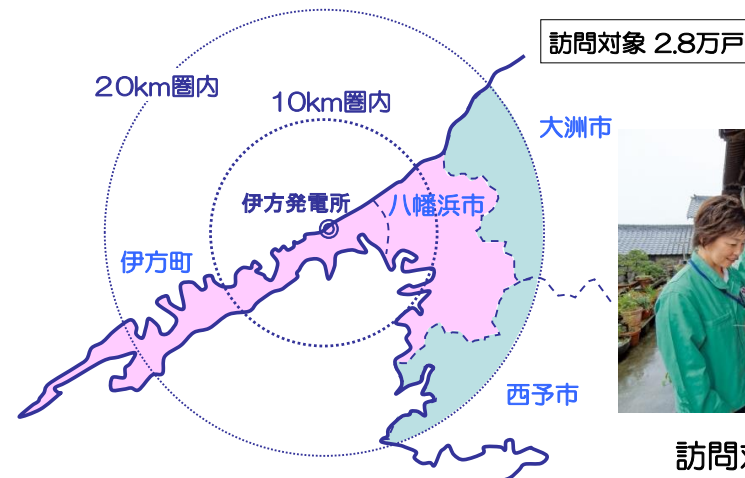 訪問対象 2.8万戸
20km圏内
10km圏内
大洲市
伊方発電所
八幡浜市
伊方町
西予市
訪問